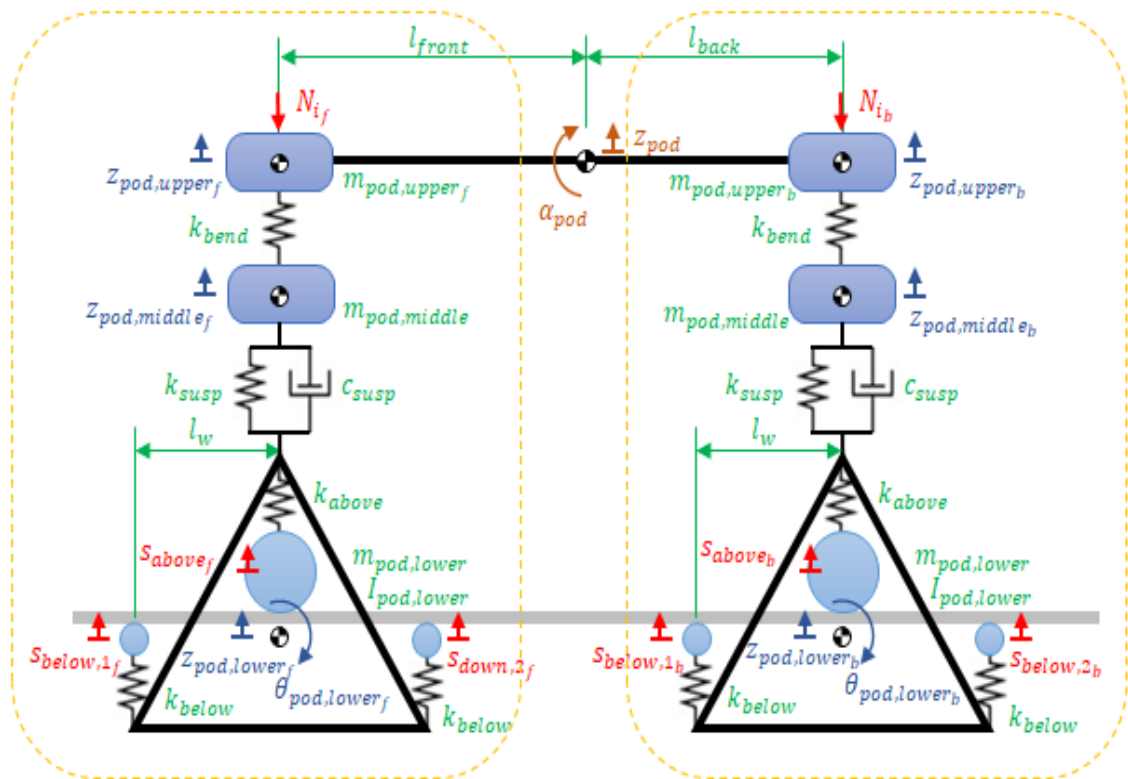 l_front l_back
N_i_f N_i_b
z_pod
z_pod,upper_f m_pod,upper_f α_pod m_pod,upper_b z_pod,upper_b
k_bend k_bend
z_pod,middle_f m_pod,middle m_pod,middle z_pod,middle_b
k_susp c_susp k_susp c_susp
l_w l_w
k_above k_above
s_above_f m_pod,lower s_above_b m_pod,lower
I_pod,lower I_pod,lower
s_below,1_f z_pod,lower_f s_down,2_f s_below,1_b z_pod,lower_b s_below,2_b
θ_pod,lower_f θ_pod,lower_b
k_below k_below k_below k_below